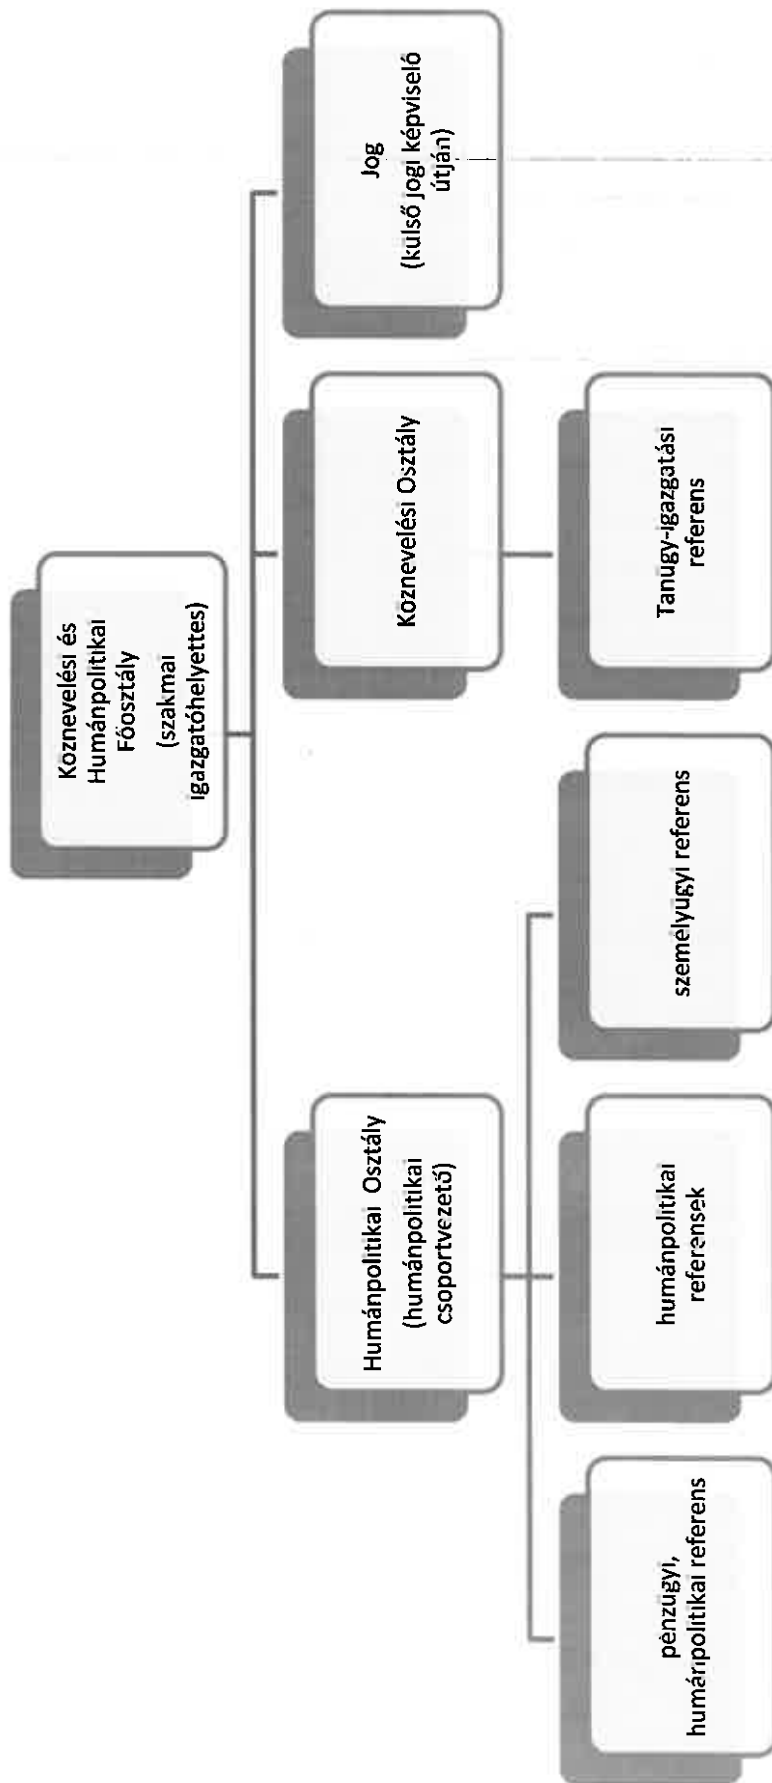 Köznevelési és
Humánpolitikai
Főosztály
(szakmai
igazgatóhelyettes)
Humánpolitikai Osztály
(humánpolitikai
csoportvezető)
Köznevelési Osztály
Jog
(külső jogi képviselő
útján)
pénzügyi,
humánpolitikai referens
humánpolitikai
referensek
személyügyi referens
Tanügy-igazgatási
referens